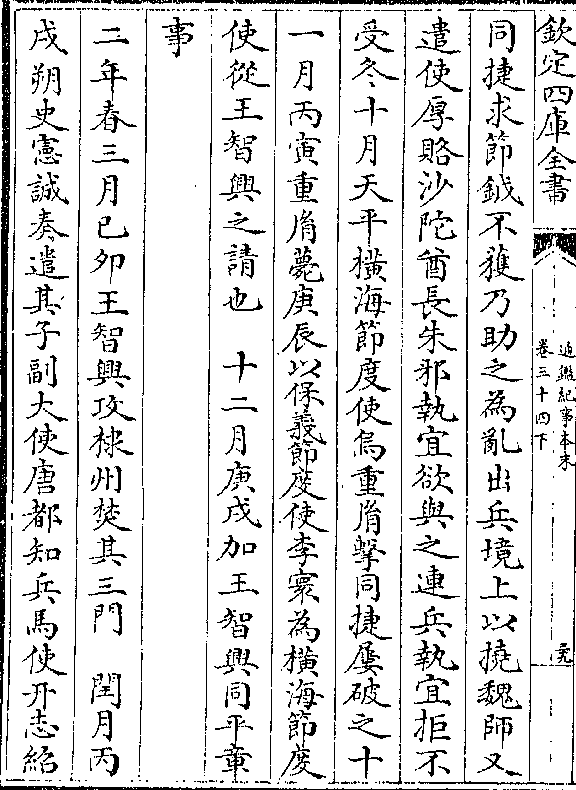 欽定四庫全書
通鑑紀事本末
卷三十四下
二九
同捷求節鉞不獲乃助之為亂出兵境上以撓魏師又
遣使厚賂沙陀酋長朱邪執宜欲與之連兵執宜拒不
受冬十月天平橫海節度使烏重胤擊同捷屢破之十
一月丙寅重胤薨庚辰以保義節度使李寰為橫海節度
使從王智興之請也　十二月庚戌加王智興同平章
事
二年春三月己卯王智興攻棣州焚其三門　閏月丙
戌朔史憲誠奏遣其子副大使唐都知兵馬使亓志紹